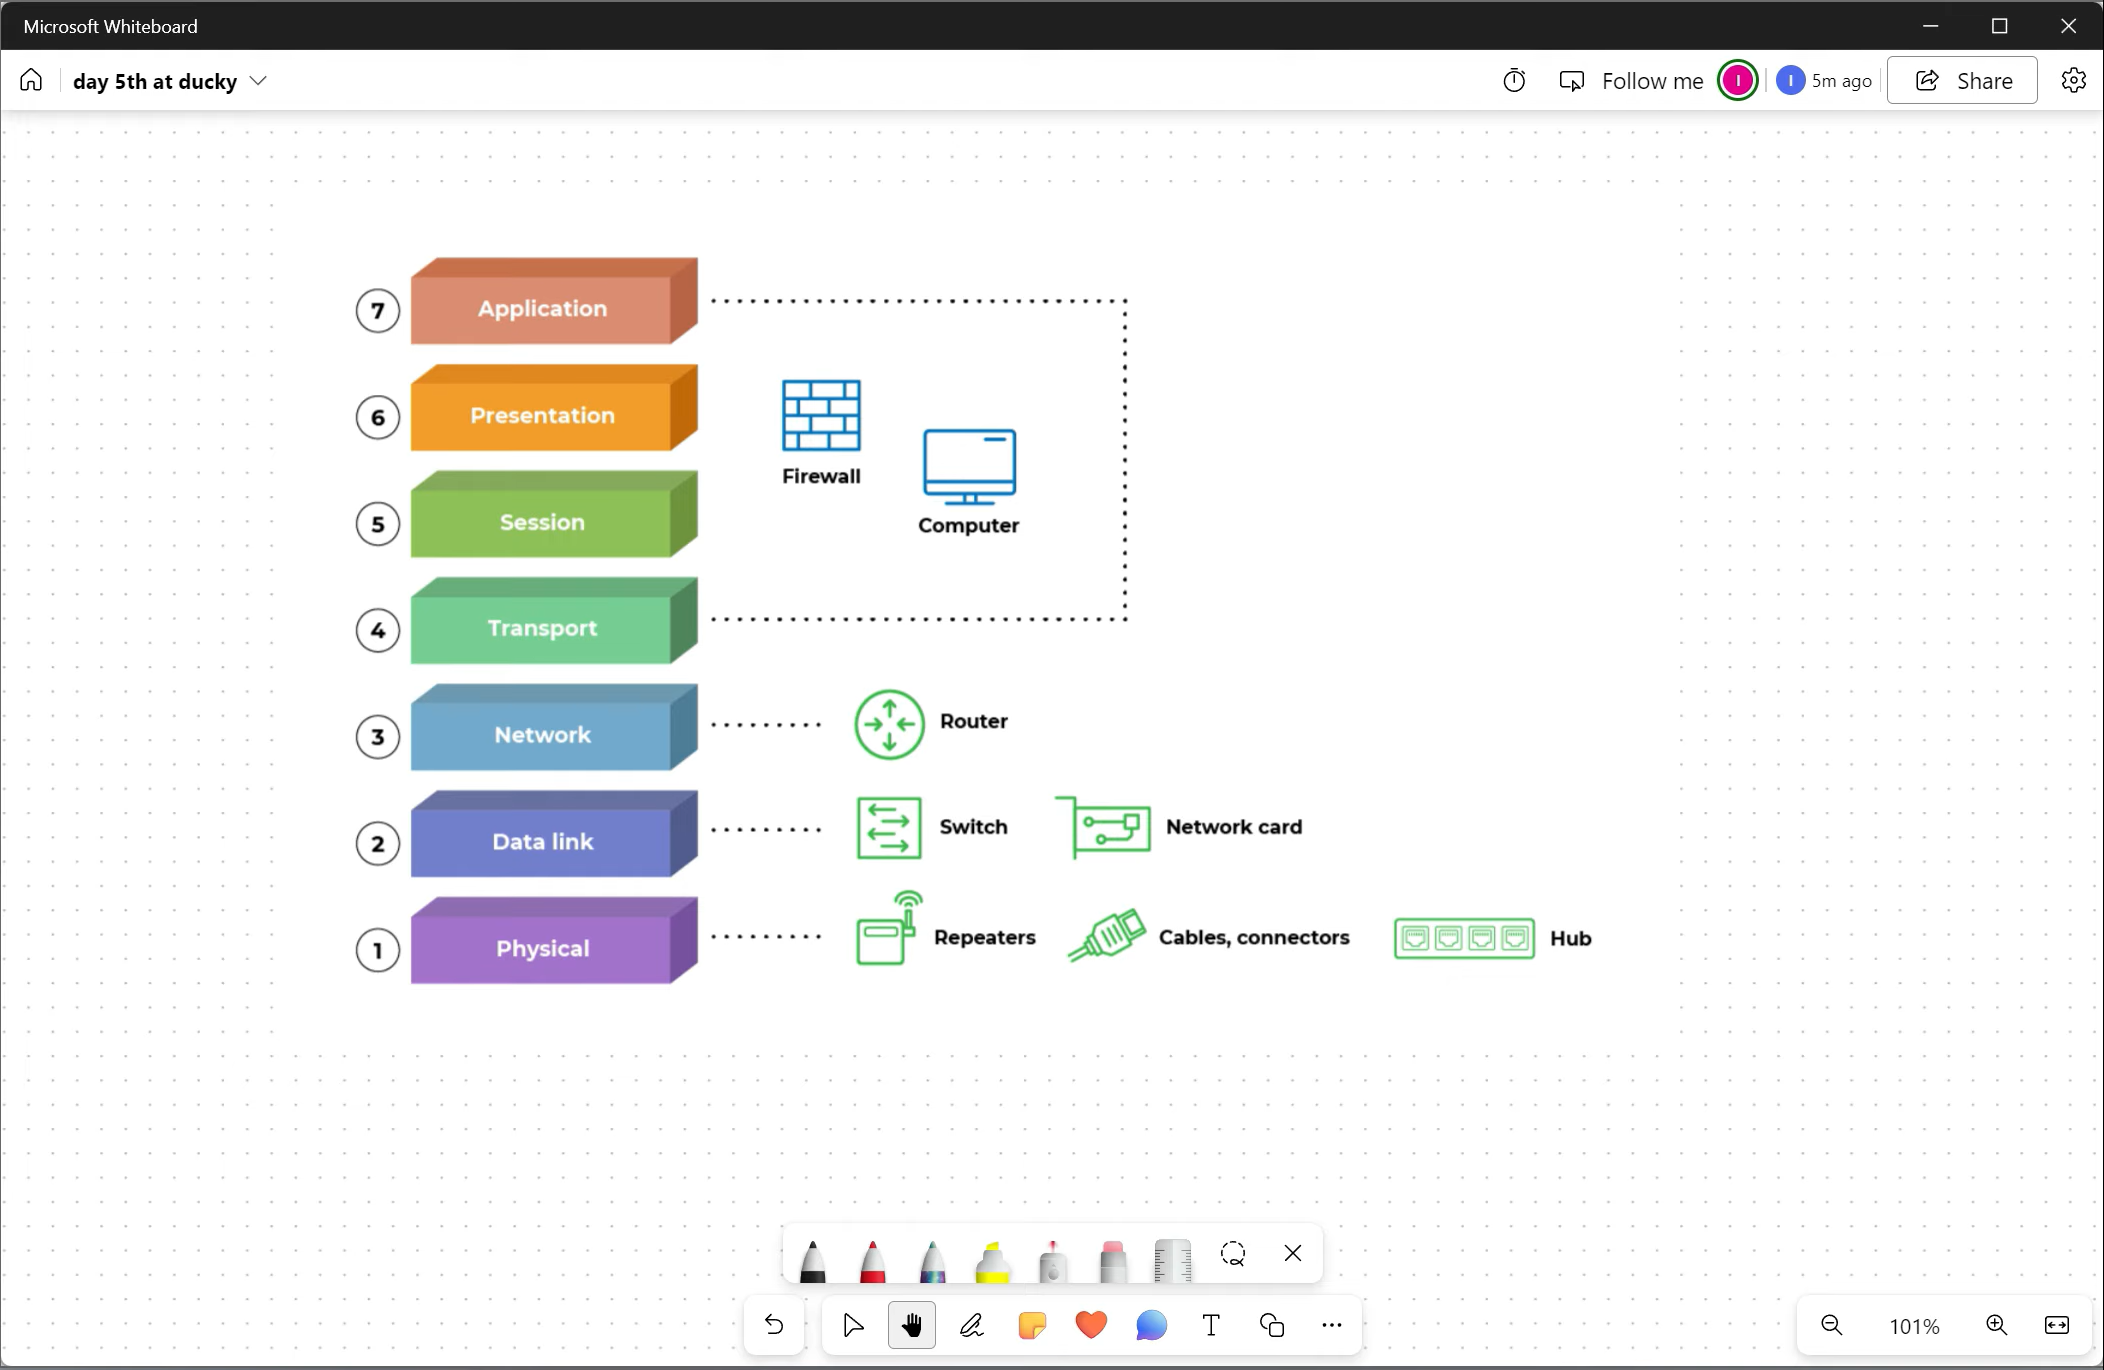 Microsoft Whiteboard
day 5th at ducky
Follow me
I
I
5m ago
Share
7
Application
6
Presentation
Firewall
5
Session
Computer
4
Transport
3
Network
Router
2
Data link
Switch
Network card
1
Physical
Repeaters
Cables, connectors
Hub
T
101%